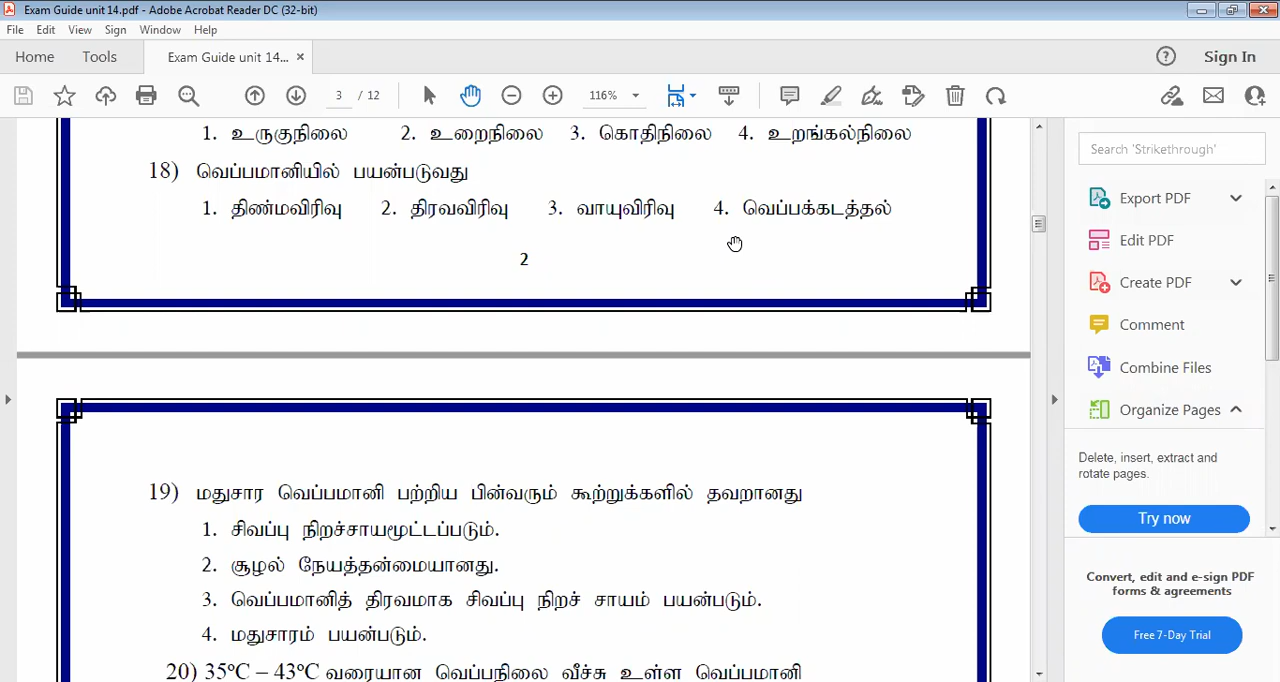 Exam Guide unit 14.pdf - Adobe Acrobat Reader DC (32-bit)
File Edit View Sign Window Help
Home Tools Exam Guide unit 14... × Sign In
3 / 12 116%
1. உருகுநிலை 2. உறைநிலை 3. கொதிநிலை 4. உறங்கல்நிலை
18) வெப்பமானியில் பயன்படுவது
1. திண்மவிரிவு 2. திரவவிரிவு 3. வாயுவிரிவு 4. வெப்பக்கடத்தல்
2
19) மதுசார வெப்பமானி பற்றிய பின்வரும் கூற்றுக்களில் தவறானது
1. சிவப்பு நிறச்சாயமூட்டப்படும்.
2. சூழல் நேயத்தன்மையானது.
3. வெப்பமானித் திரவமாக சிவப்பு நிறச் சாயம் பயன்படும்.
4. மதுசாரம் பயன்படும்.
20) 35ºC – 43ºC வரையான வெப்பநிலை வீச்சு உள்ள வெப்பமானி
Search 'Strikethrough'
Export PDF
Edit PDF
Create PDF
Comment
Combine Files
Organize Pages
Delete, insert, extract and
rotate pages.
Try now
Convert, edit and e-sign PDF
forms & agreements
Free 7-Day Trial